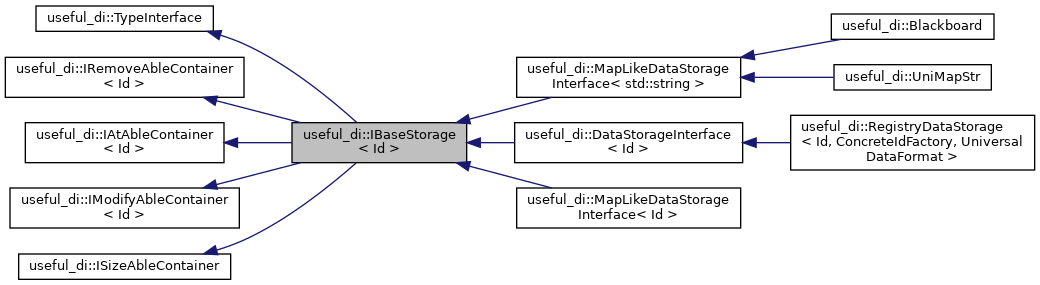 useful_di::TypeInterface
useful_di::IRemoveAbleContainer
< Id >
useful_di::IAtAbleContainer
< Id >
useful_di::IModifyAbleContainer
< Id >
useful_di::ISizeAbleContainer
useful_di::IBaseStorage
< Id >
useful_di::MapLikeDataStorage
Interface< std::string >
useful_di::DataStorageInterface
< Id >
useful_di::MapLikeDataStorage
Interface< Id >
useful_di::Blackboard
useful_di::UniMapStr
useful_di::RegistryDataStorage
< Id, ConcreteIdFactory, Universal
DataFormat >